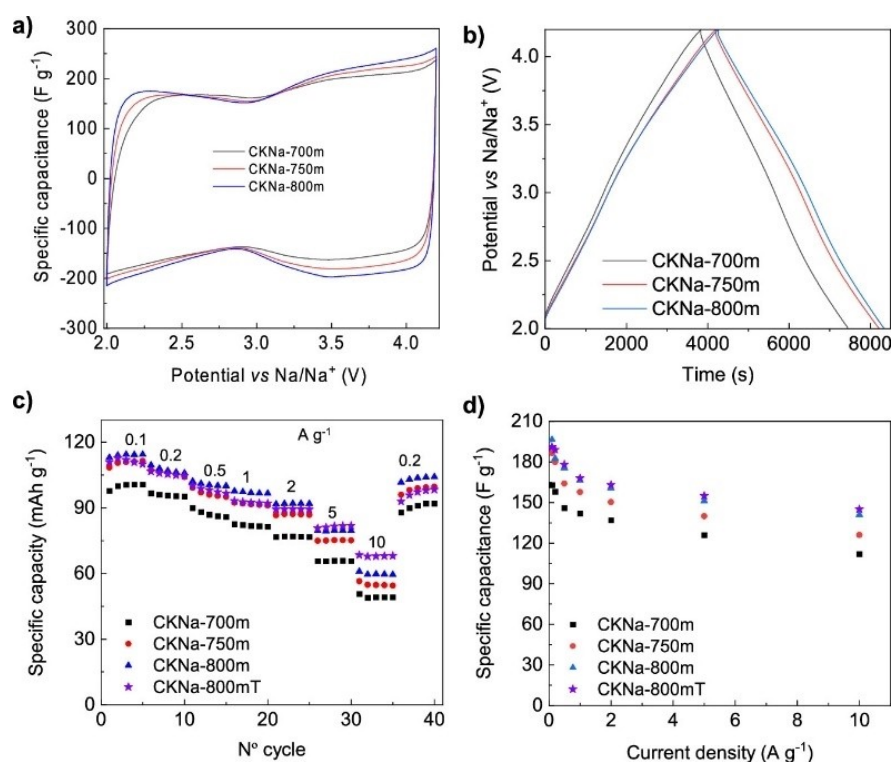 a)
300
200
100
0
-100
-200
-300
Specific capacitance (F g⁻¹)
CKNa-700m
CKNa-750m
CKNa-800m
2.0 2.5 3.0 3.5 4.0
Potential vs Na/Na⁺ (V)
b)
4.0
3.5
3.0
2.5
2.0
Potential vs Na/Na⁺ (V)
CKNa-700m
CKNa-750m
CKNa-800m
0 2000 4000 6000 8000
Time (s)
c)
120
90
60
30
0
Specific capacity (mAh g⁻¹)
A g⁻¹
0.1
0.2
0.5
1
2
5
10
0.2
CKNa-700m
CKNa-750m
CKNa-800m
CKNa-800mT
0 10 20 30 40
Nº cycle
d)
210
180
150
120
90
60
30
0
Specific capacitance (F g⁻¹)
CKNa-700m
CKNa-750m
CKNa-800m
CKNa-800mT
0 2 4 6 8 10
Current density (A g⁻¹)